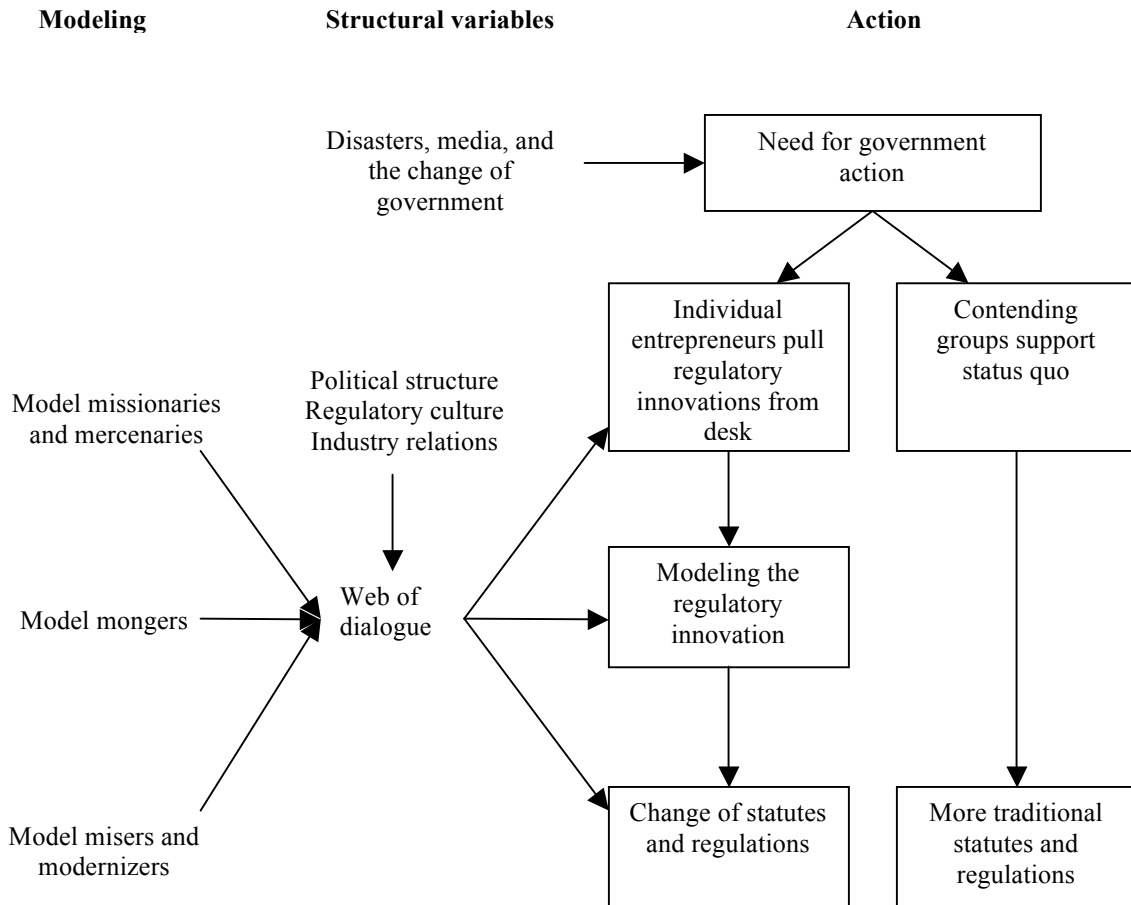 Modeling
Structural variables
Action
Disasters, media, and
the change of
government
Need for government
action
Individual
entrepreneurs pull
regulatory
innovations from
desk
Contending
groups support
status quo
Political structure
Regulatory culture
Industry relations
Model missionaries
and mercenaries
Model mongers
Web of
dialogue
Modeling the
regulatory
innovation
Model misers and
modernizers
Change of statutes
and regulations
More traditional
statutes and
regulations